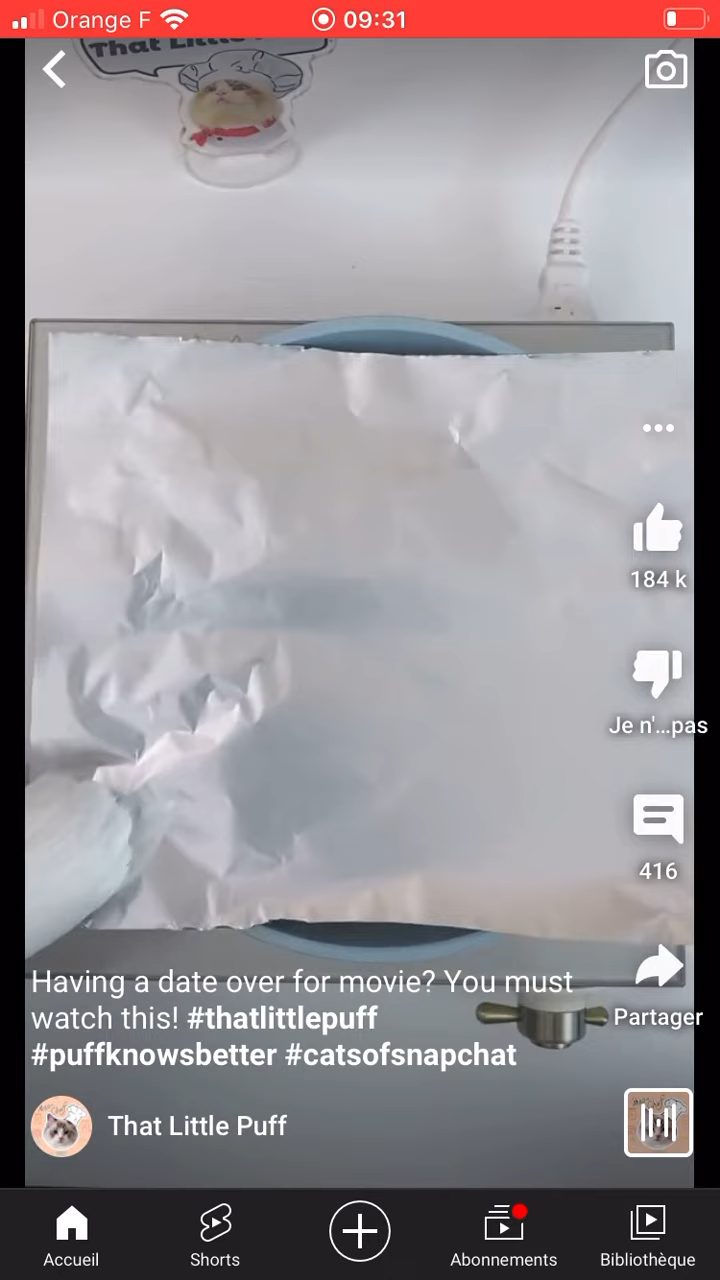 Orange F
09:31
That Little
184 k
Je n'...pas
416
Having a date over for movie? You must
watch this! #thatlittlepuff
#puffknowsbetter #catsofsnapchat
Partager
That Little Puff
Accueil
Shorts
Abonnements
Bibliothèque